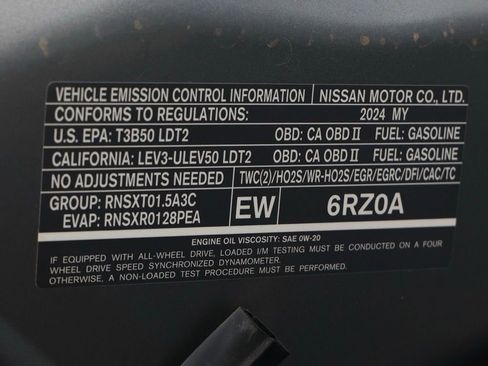 VEHICLE EMISSION CONTROL INFORMATION NISSAN MOTOR CO., LTD.
CONFORMS TO REGULATIONS: 2024 MY
U.S. EPA: T3B50 LDT2 OBD: CA OBD II FUEL: GASOLINE
CALIFORNIA: LEV3-ULEV50 LDT2 OBD: CA OBD II FUEL: GASOLINE
NO ADJUSTMENTS NEEDED TWC(2)/HO2S/WR-HO2S/EGR/EGRC/DFI/CAC/TC
GROUP: RNSXT01.5A3C
EVAP: RNSXR0128PEA
EW 6RZ0A
ENGINE OIL VISCOSITY: SAE 0W-20
IF EQUIPPED WITH ALL-WHEEL DRIVE, LOADED I/M TESTING MUST BE CONDUCTED ON A FOUR
WHEEL DRIVE SPEED SYNCHRONIZED DYNAMOMETER.
OTHERWISE, A NON-LOADED TEST PROCEDURE MUST BE PERFORMED.